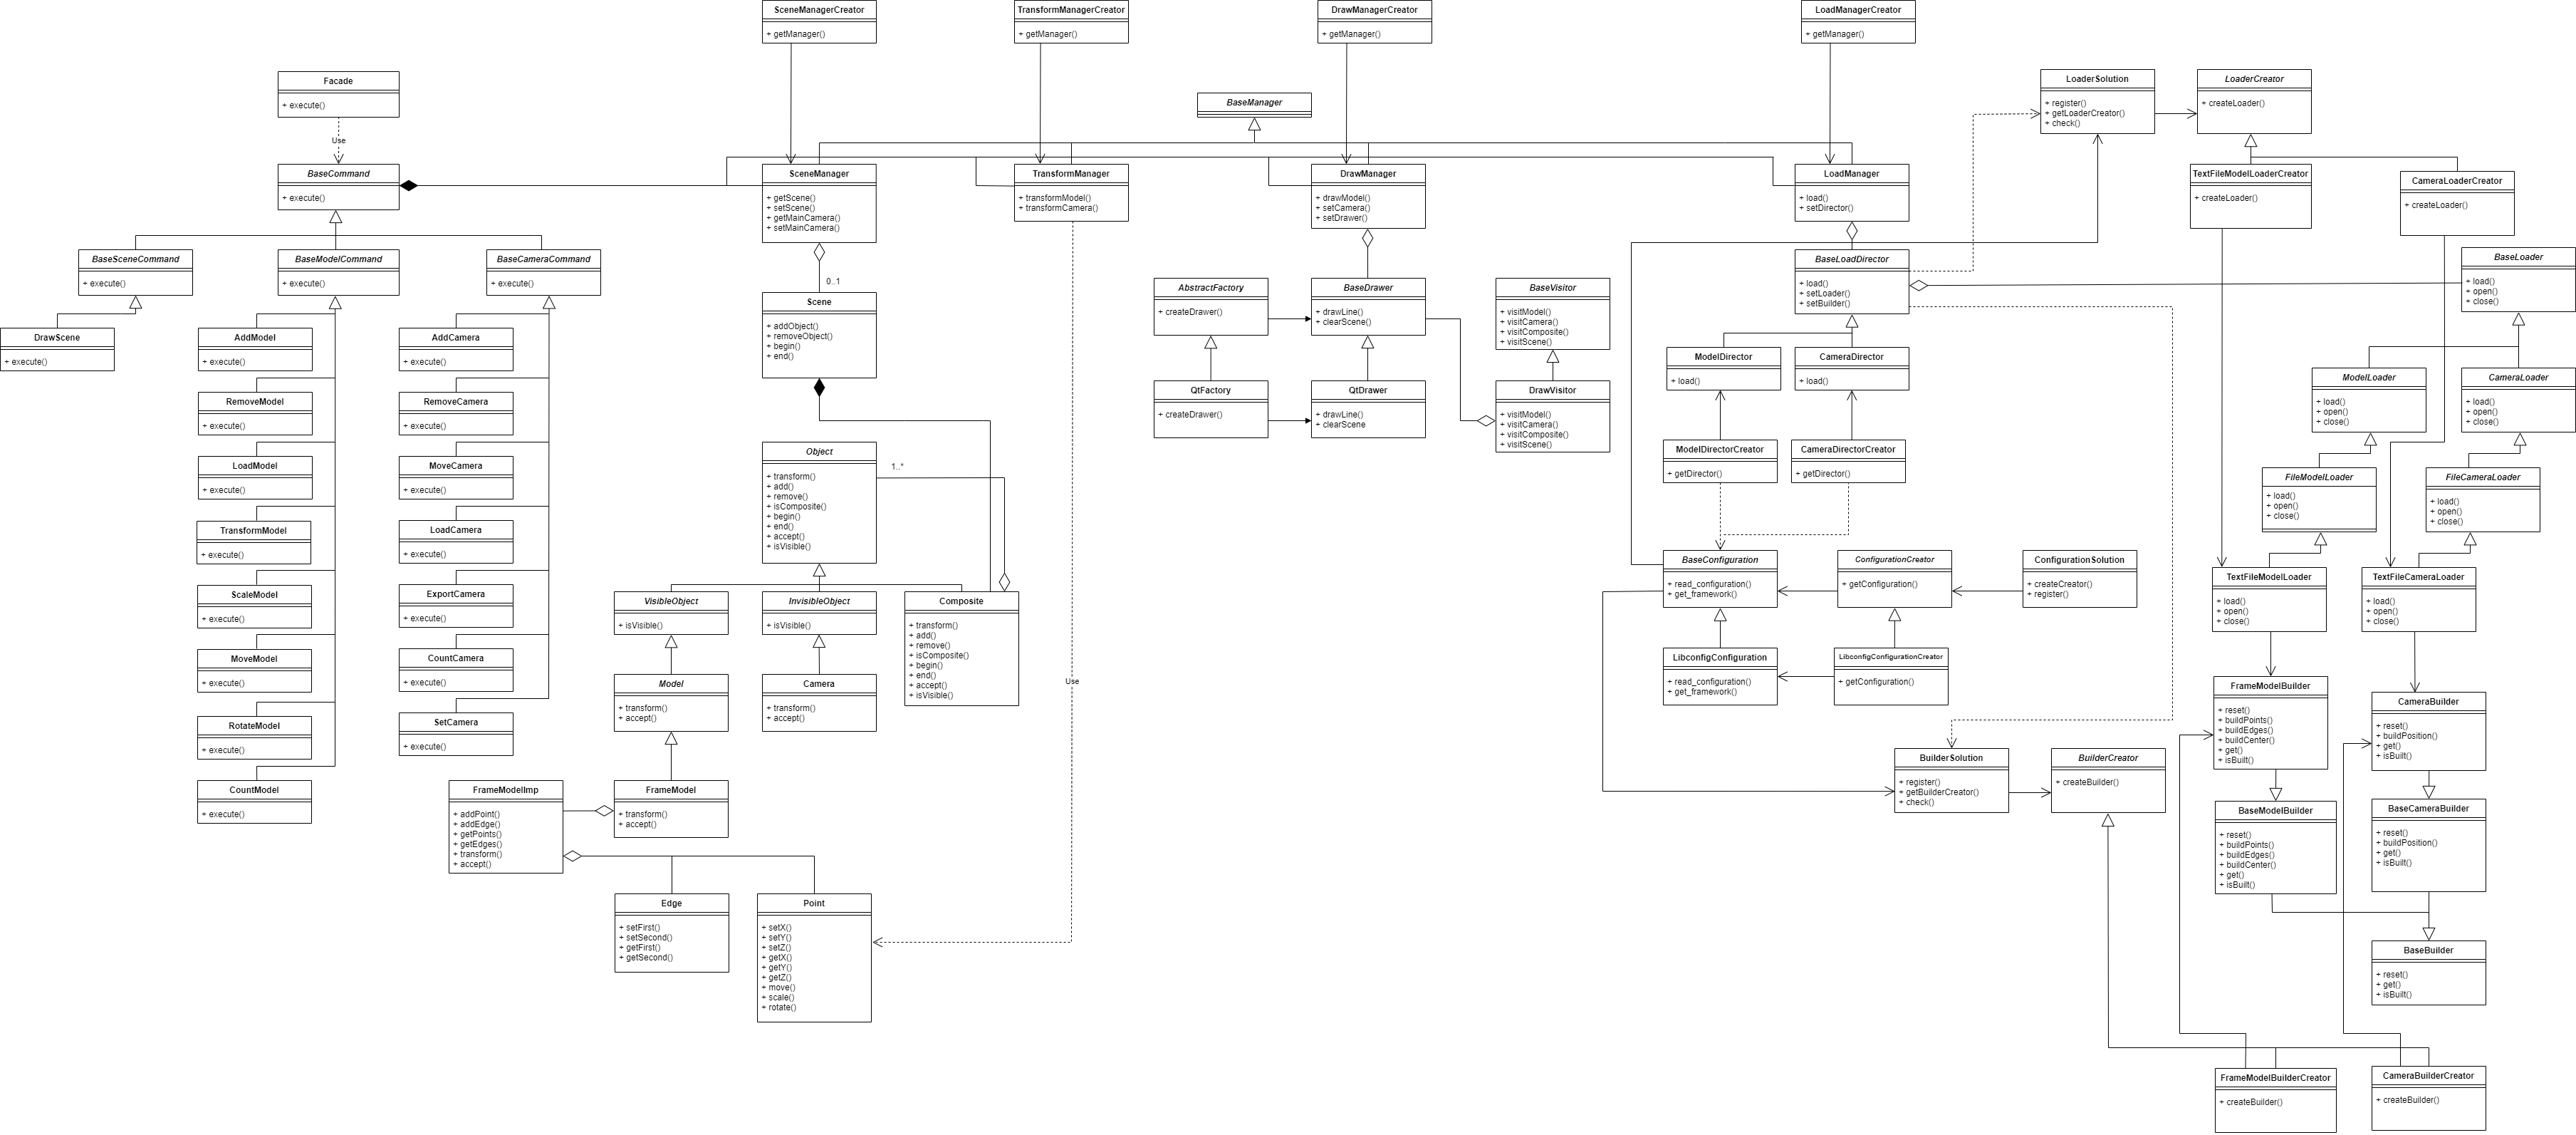 SceneManagerCreator
+ getManager()
TransformManagerCreator
+ getManager()
DrawManagerCreator
+ getManager()
LoadManagerCreator
+ getManager()
Facade
+ execute()
Use
BaseManager
LoaderSolution
+ register()
+ getLoaderCreator()
+ check()
LoaderCreator
+ createLoader()
BaseCommand
+ execute()
SceneManager
+ getScene()
+ setScene()
+ getMainCamera()
+ setMainCamera()
TransformManager
+ transformModel()
+ transformCamera()
DrawManager
+ drawModel()
+ setCamera()
+ setDrawer()
LoadManager
+ load()
+ setDirector()
TextFileModelLoaderCreator
+ createLoader()
CameraLoaderCreator
+ createLoader()
BaseSceneCommand
+ execute()
BaseModelCommand
+ execute()
BaseCameraCommand
+ execute()
0..1
BaseLoadDirector
+ load()
+ setLoader()
+ setBuilder()
BaseLoader
+ load()
+ open()
+ close()
Scene
+ addObject()
+ removeObject()
+ begin()
+ end()
AbstractFactory
+ createDrawer()
BaseDrawer
+ drawLine()
+ clearScene()
BaseVisitor
+ visitModel()
+ visitCamera()
+ visitComposite()
+ visitScene()
DrawScene
+ execute()
AddModel
+ execute()
AddCamera
+ execute()
ModelDirector
+ load()
CameraDirector
+ load()
ModelLoader
+ load()
+ open()
+ close()
CameraLoader
+ load()
+ open()
+ close()
RemoveModel
+ execute()
RemoveCamera
+ execute()
QtFactory
+ createDrawer()
QtDrawer
+ drawLine()
+ clearScene
DrawVisitor
+ visitModel()
+ visitCamera()
+ visitComposite()
+ visitScene()
LoadModel
+ execute()
MoveCamera
+ execute()
Object
+ transform()
+ add()
+ remove()
+ isComposite()
+ begin()
+ end()
+ accept()
+ isVisible()
1..*
ModelDirectorCreator
+ getDirector()
CameraDirectorCreator
+ getDirector()
FileModelLoader
+ load()
+ open()
+ close()
FileCameraLoader
+ load()
+ open()
+ close()
TransformModel
+ execute()
LoadCamera
+ execute()
BaseConfiguration
+ read_configuration()
+ get_framework()
ConfigurationCreator
+ getConfiguration()
ConfigurationSolution
+ createCreator()
+ register()
TextFileModelLoader
+ load()
+ open()
+ close()
TextFileCameraLoader
+ load()
+ open()
+ close()
ScaleModel
+ execute()
ExportCamera
+ execute()
VisibleObject
+ isVisible()
InvisibleObject
+ isVisible()
Composite
+ transform()
+ add()
+ remove()
+ isComposite()
+ begin()
+ end()
+ accept()
+ isVisible()
MoveModel
+ execute()
CountCamera
+ execute()
LibconfigConfiguration
+ read_configuration()
+ get_framework()
LibconfigConfigurationCreator
+ getConfiguration()
Model
+ transform()
+ accept()
Camera
+ transform()
+ accept()
Use
FrameModelBuilder
+ reset()
+ buildPoints()
+ buildEdges()
+ buildCenter()
+ get()
+ isBuilt()
CameraBuilder
+ reset()
+ buildPosition()
+ get()
+ isBuilt()
RotateModel
+ execute()
SetCamera
+ execute()
BuilderSolution
+ register()
+ getBuilderCreator()
+ check()
BuilderCreator
+ createBuilder()
CountModel
+ execute()
FrameModelImp
+ addPoint()
+ addEdge()
+ getPoints()
+ getEdges()
+ transform()
+ accept()
FrameModel
+ transform()
+ accept()
BaseModelBuilder
+ reset()
+ buildPoints()
+ buildEdges()
+ buildCenter()
+ get()
+ isBuilt()
BaseCameraBuilder
+ reset()
+ buildPosition()
+ get()
+ isBuilt()
Edge
+ setFirst()
+ setSecond()
+ getFirst()
+ getSecond()
Point
+ setX()
+ setY()
+ setZ()
+ getX()
+ getY()
+ getZ()
+ move()
+ scale()
+ rotate()
BaseBuilder
+ reset()
+ get()
+ isBuilt()
FrameModelBuilderCreator
+ createBuilder()
CameraBuilderCreator
+ createBuilder()